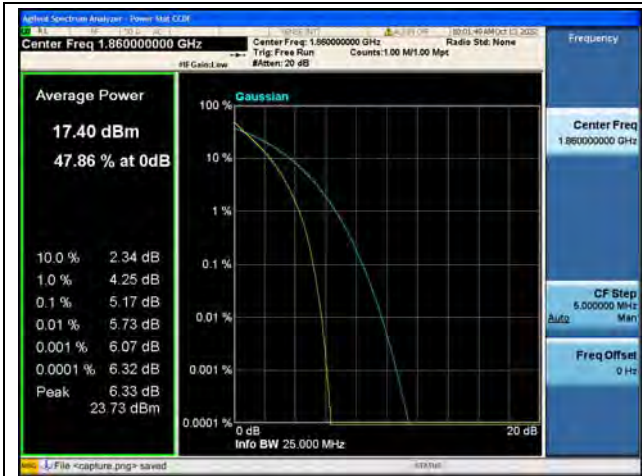 Agilent Spectrum Analyzer - Power Stat CCDF
Center Freq 1.860000000 GHz
Center Freq: 1.860000000 GHz
Radio Std: None
Trig: Free Run
Counts:1.00 M/1.00 Mpt
#IFGain:Low
#Atten: 20 dB
Frequency
Average Power
17.40 dBm
47.86 % at 0dB
10.0 % 2.34 dB
1.0 % 4.25 dB
0.1 % 5.17 dB
0.01 % 5.73 dB
0.001 % 6.07 dB
0.0001 % 6.32 dB
Peak 6.33 dB
23.73 dBm
Gaussian
100 %
10 %
1 %
0.1 %
0.01 %
0.001 %
0.0001 %
0 dB
20 dB
Info BW 25.000 MHz
Center Freq
1.860000000 GHz
CF Step
5.000000 MHz
Auto Man
Freq Offset
0 Hz
MSG
File <capture.png> saved
STATUS